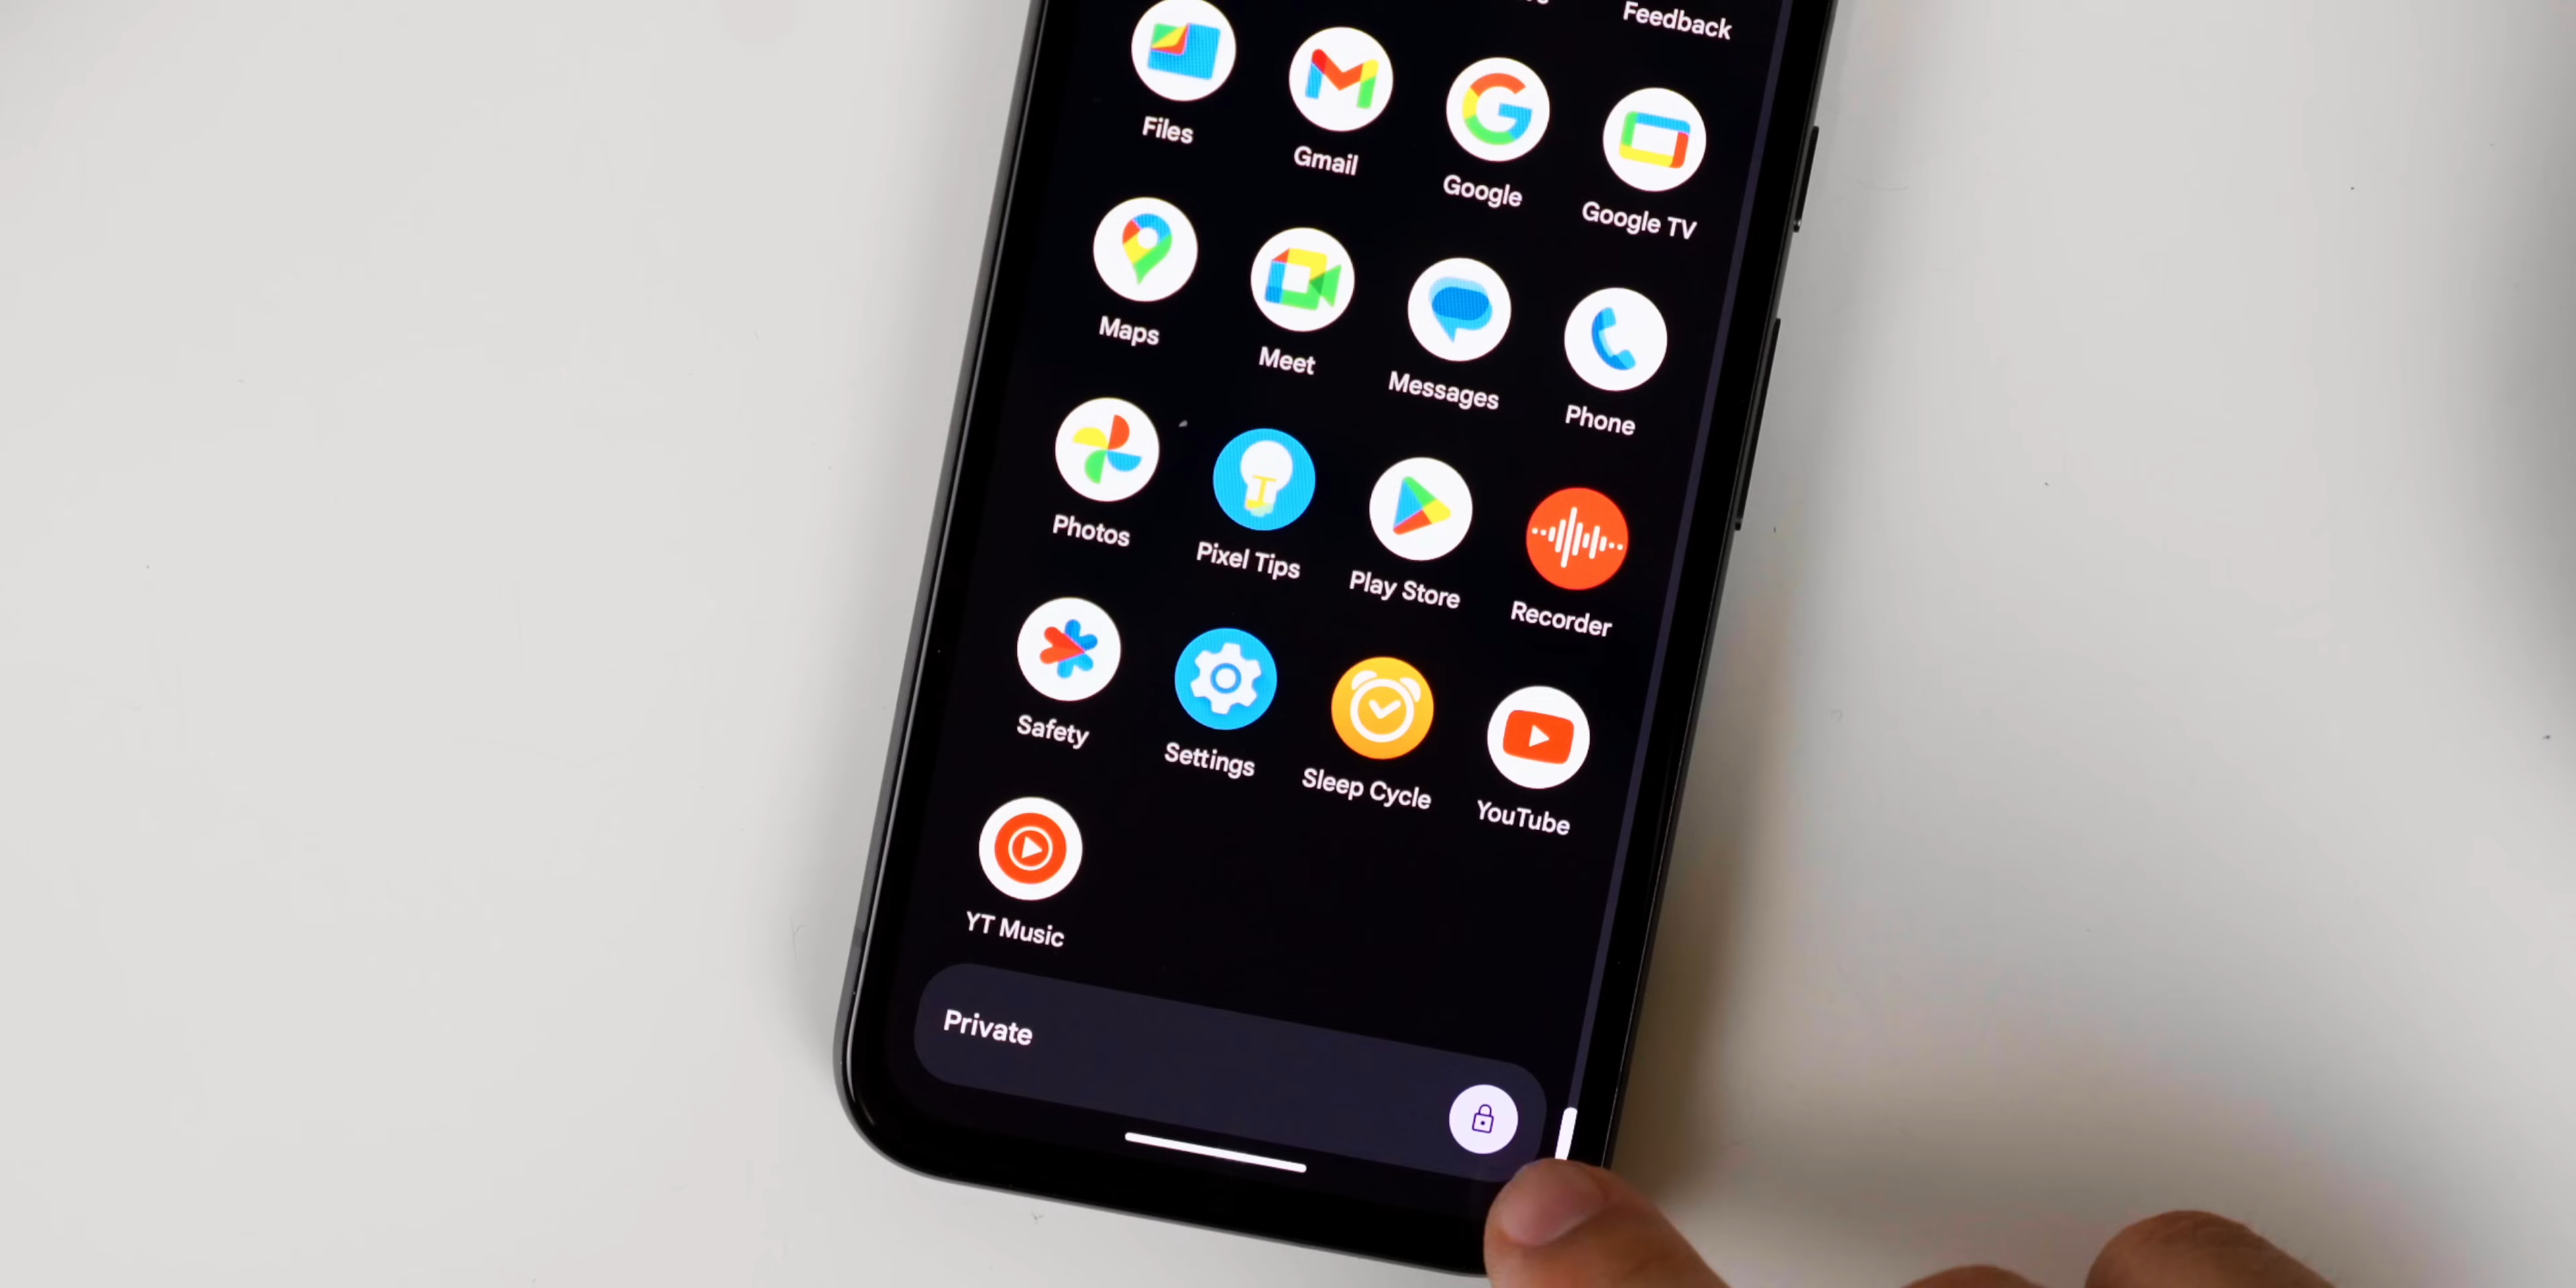 Feedback
Files
Gmail
Google
Google TV
Maps
Meet
Messages
Phone
Photos
Pixel Tips
Play Store
Recorder
Safety
Settings
Sleep Cycle
YouTube
YT Music
Private